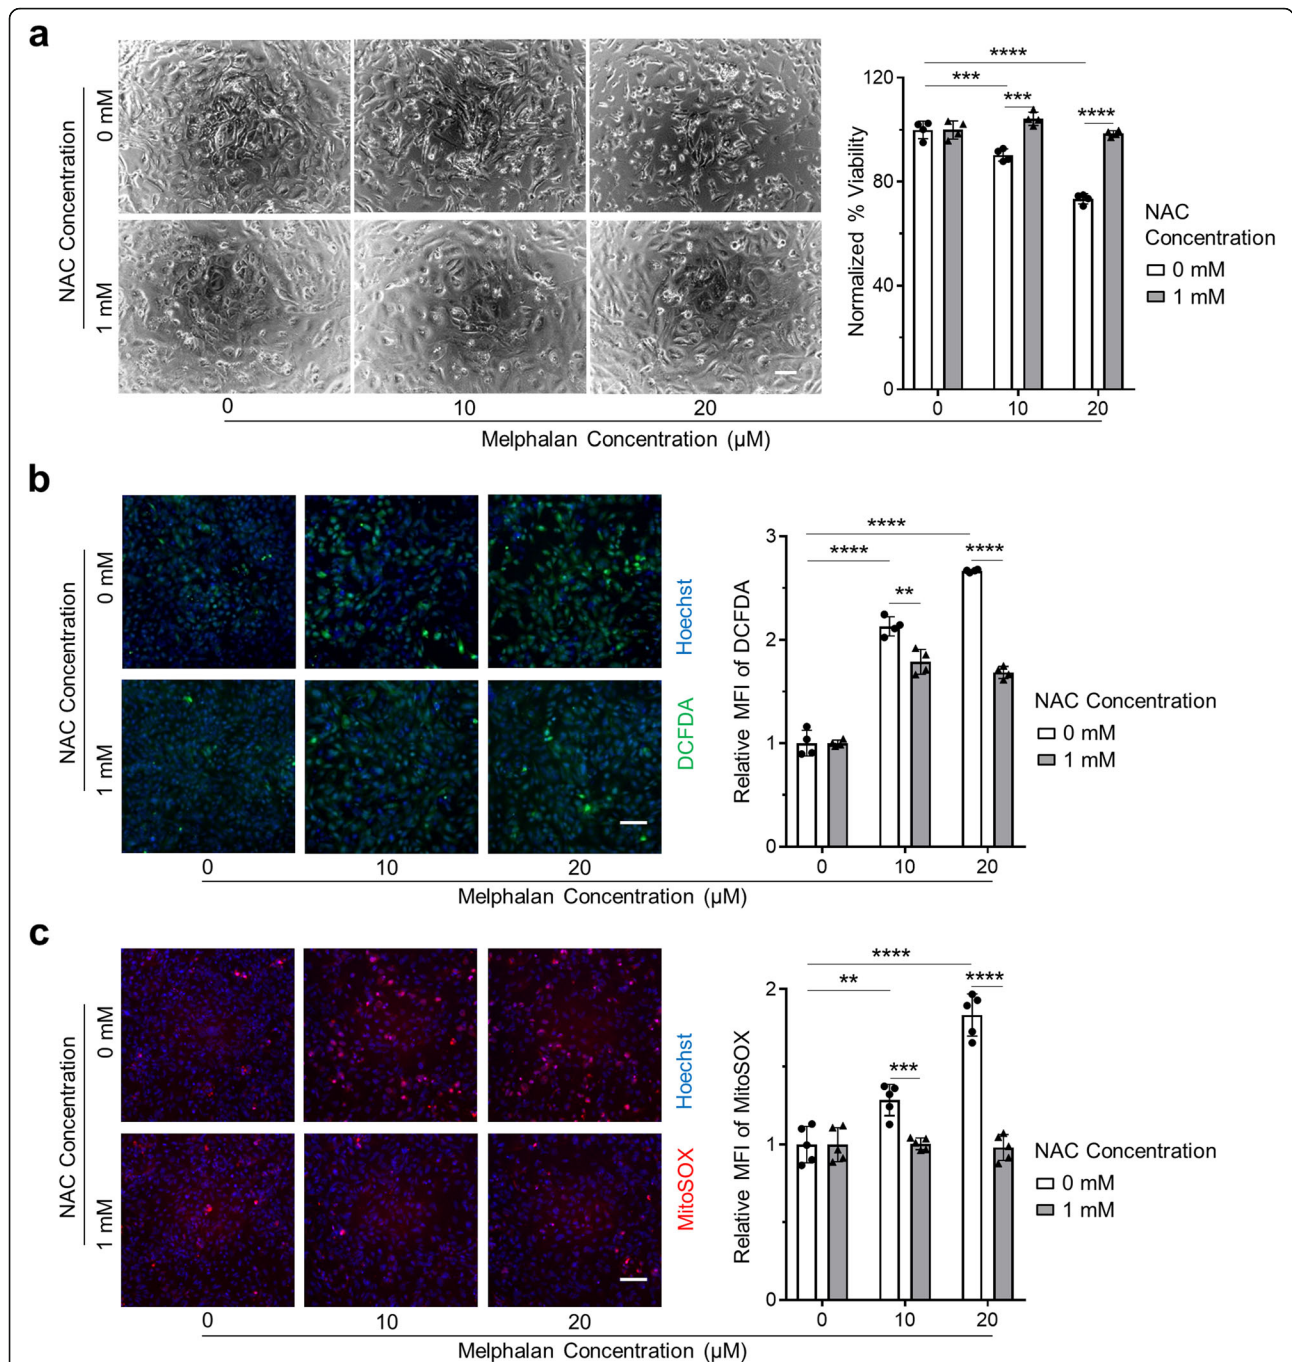 a
NAC Concentration
0 mM
1 mM
0
10
20
Melphalan Concentration (µM)
Normalized % Viability
120
80
40
0
****
***
***
****
0
10
20
NAC
Concentration
0 mM
1 mM
b
NAC Concentration
0 mM
1 mM
Hoechst
DCFDA
0
10
20
Melphalan Concentration (µM)
Relative MFI of DCFDA
3
2
1
0
****
****
****
**
0
10
20
NAC Concentration
0 mM
1 mM
c
NAC Concentration
0 mM
1 mM
Hoechst
MitoSOX
0
10
20
Melphalan Concentration (µM)
Relative MFI of MitoSOX
2
1
0
****
**
****
***
0
10
20
NAC Concentration
0 mM
1 mM